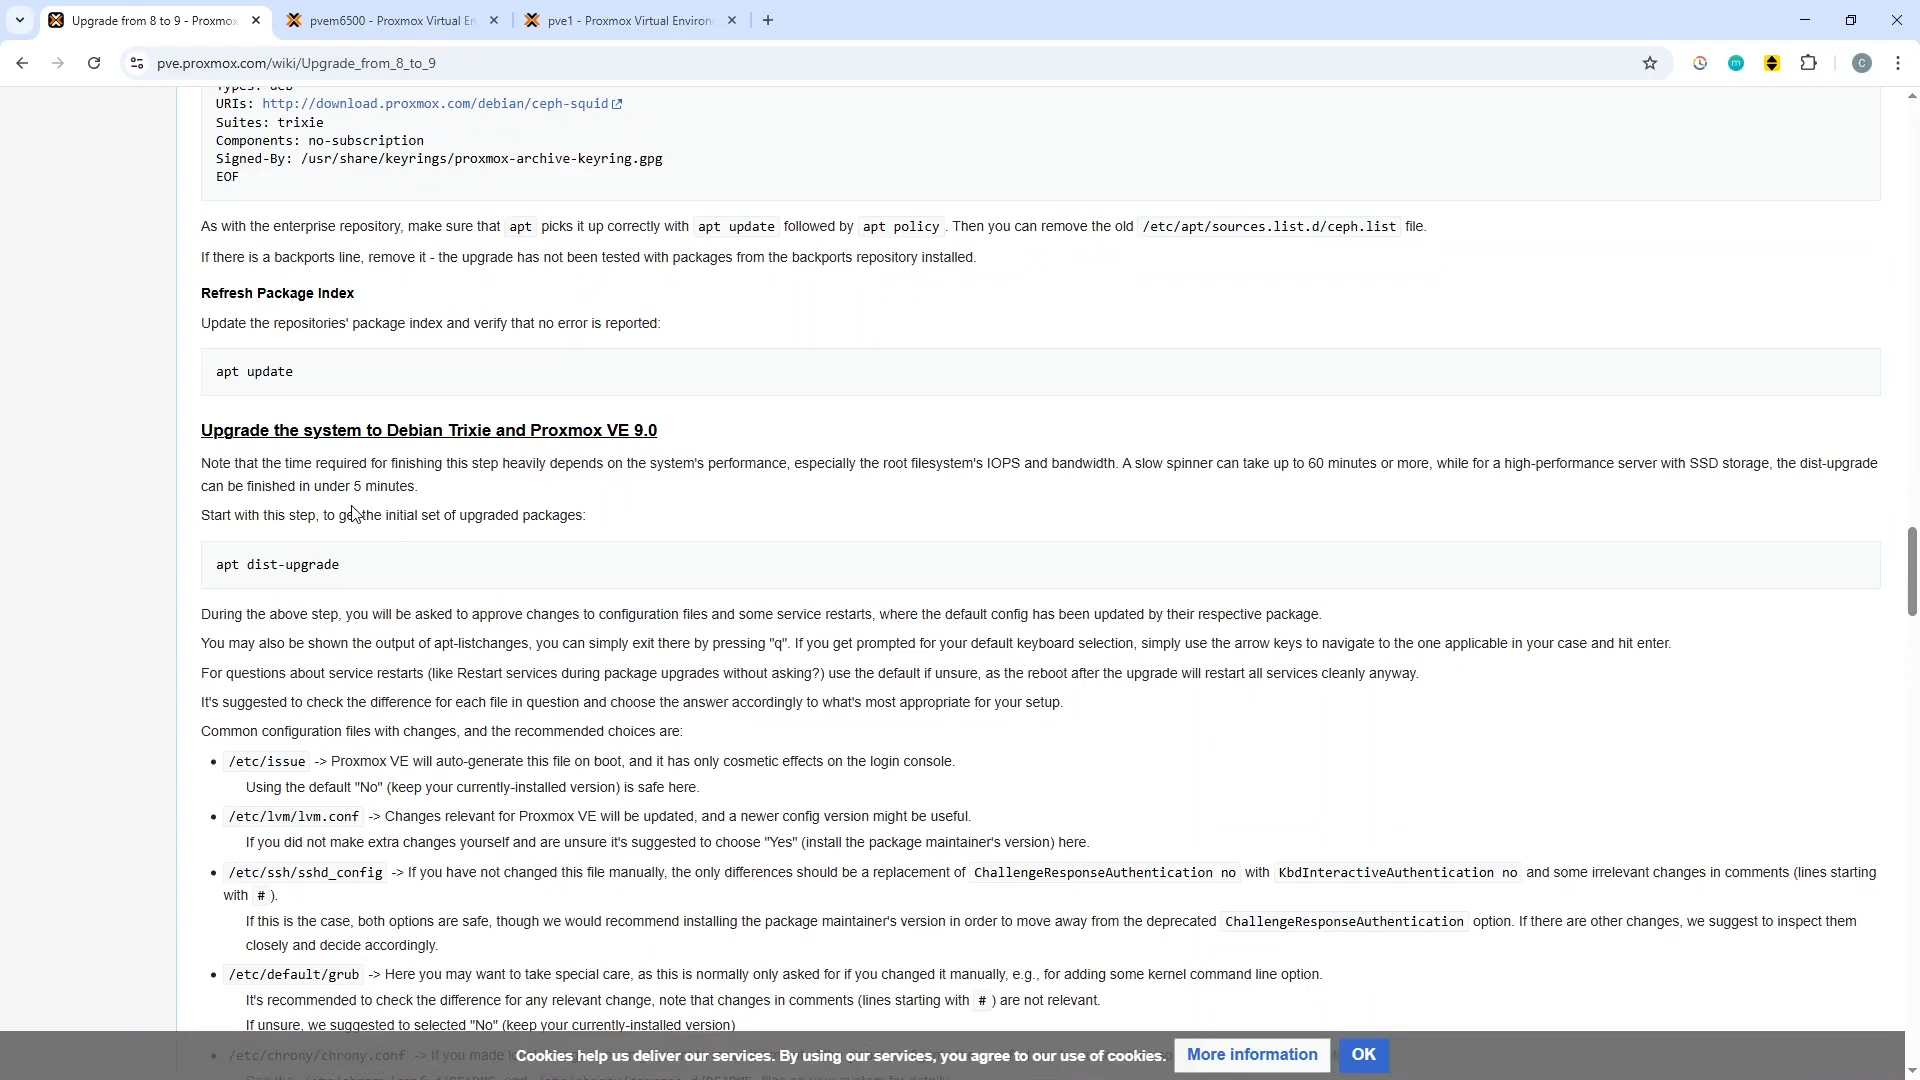 Upgrade from 8 to 9 - Proxmox
pvem6500 - Proxmox Virtual En
pve1 - Proxmox Virtual Environ
pve.proxmox.com/wiki/Upgrade_from_8_to_9
m
C
Types: deb
URIs: http://download.proxmox.com/debian/ceph-squid
Suites: trixie
Components: no-subscription
Signed-By: /usr/share/keyrings/proxmox-archive-keyring.gpg
EOF
As with the enterprise repository, make sure that apt picks it up correctly with apt update followed by apt policy. Then you can remove the old /etc/apt/sources.list.d/ceph.list file.
If there is a backports line, remove it - the upgrade has not been tested with packages from the backports repository installed.
Refresh Package Index
Update the repositories' package index and verify that no error is reported:
apt update
Upgrade the system to Debian Trixie and Proxmox VE 9.0
Note that the time required for finishing this step heavily depends on the system's performance, especially the root filesystem's IOPS and bandwidth. A slow spinner can take up to 60 minutes or more, while for a high-performance server with SSD storage, the dist-upgrade
can be finished in under 5 minutes.
Start with this step, to get the initial set of upgraded packages:
apt dist-upgrade
During the above step, you will be asked to approve changes to configuration files and some service restarts, where the default config has been updated by their respective package.
You may also be shown the output of apt-listchanges, you can simply exit there by pressing "q". If you get prompted for your default keyboard selection, simply use the arrow keys to navigate to the one applicable in your case and hit enter.
For questions about service restarts (like Restart services during package upgrades without asking?) use the default if unsure, as the reboot after the upgrade will restart all services cleanly anyway.
It's suggested to check the difference for each file in question and choose the answer accordingly to what's most appropriate for your setup.
Common configuration files with changes, and the recommended choices are:
• /etc/issue -> Proxmox VE will auto-generate this file on boot, and it has only cosmetic effects on the login console.
Using the default "No" (keep your currently-installed version) is safe here.
• /etc/lvm/lvm.conf -> Changes relevant for Proxmox VE will be updated, and a newer config version might be useful.
If you did not make extra changes yourself and are unsure it's suggested to choose "Yes" (install the package maintainer's version) here.
• /etc/ssh/sshd_config -> If you have not changed this file manually, the only differences should be a replacement of ChallengeResponseAuthentication no with KbdInteractiveAuthentication no and some irrelevant changes in comments (lines starting
with # ).
If this is the case, both options are safe, though we would recommend installing the package maintainer's version in order to move away from the deprecated ChallengeResponseAuthentication option. If there are other changes, we suggest to inspect them
closely and decide accordingly.
• /etc/default/grub -> Here you may want to take special care, as this is normally only asked for if you changed it manually, e.g., for adding some kernel command line option.
It's recommended to check the difference for any relevant change, note that changes in comments (lines starting with # ) are not relevant.
If unsure, we suggested to selected "No" (keep your currently-installed version)
• /etc/chrony/chrony.conf -> If you made
Cookies help us deliver our services. By using our services, you agree to our use of cookies. More information OK